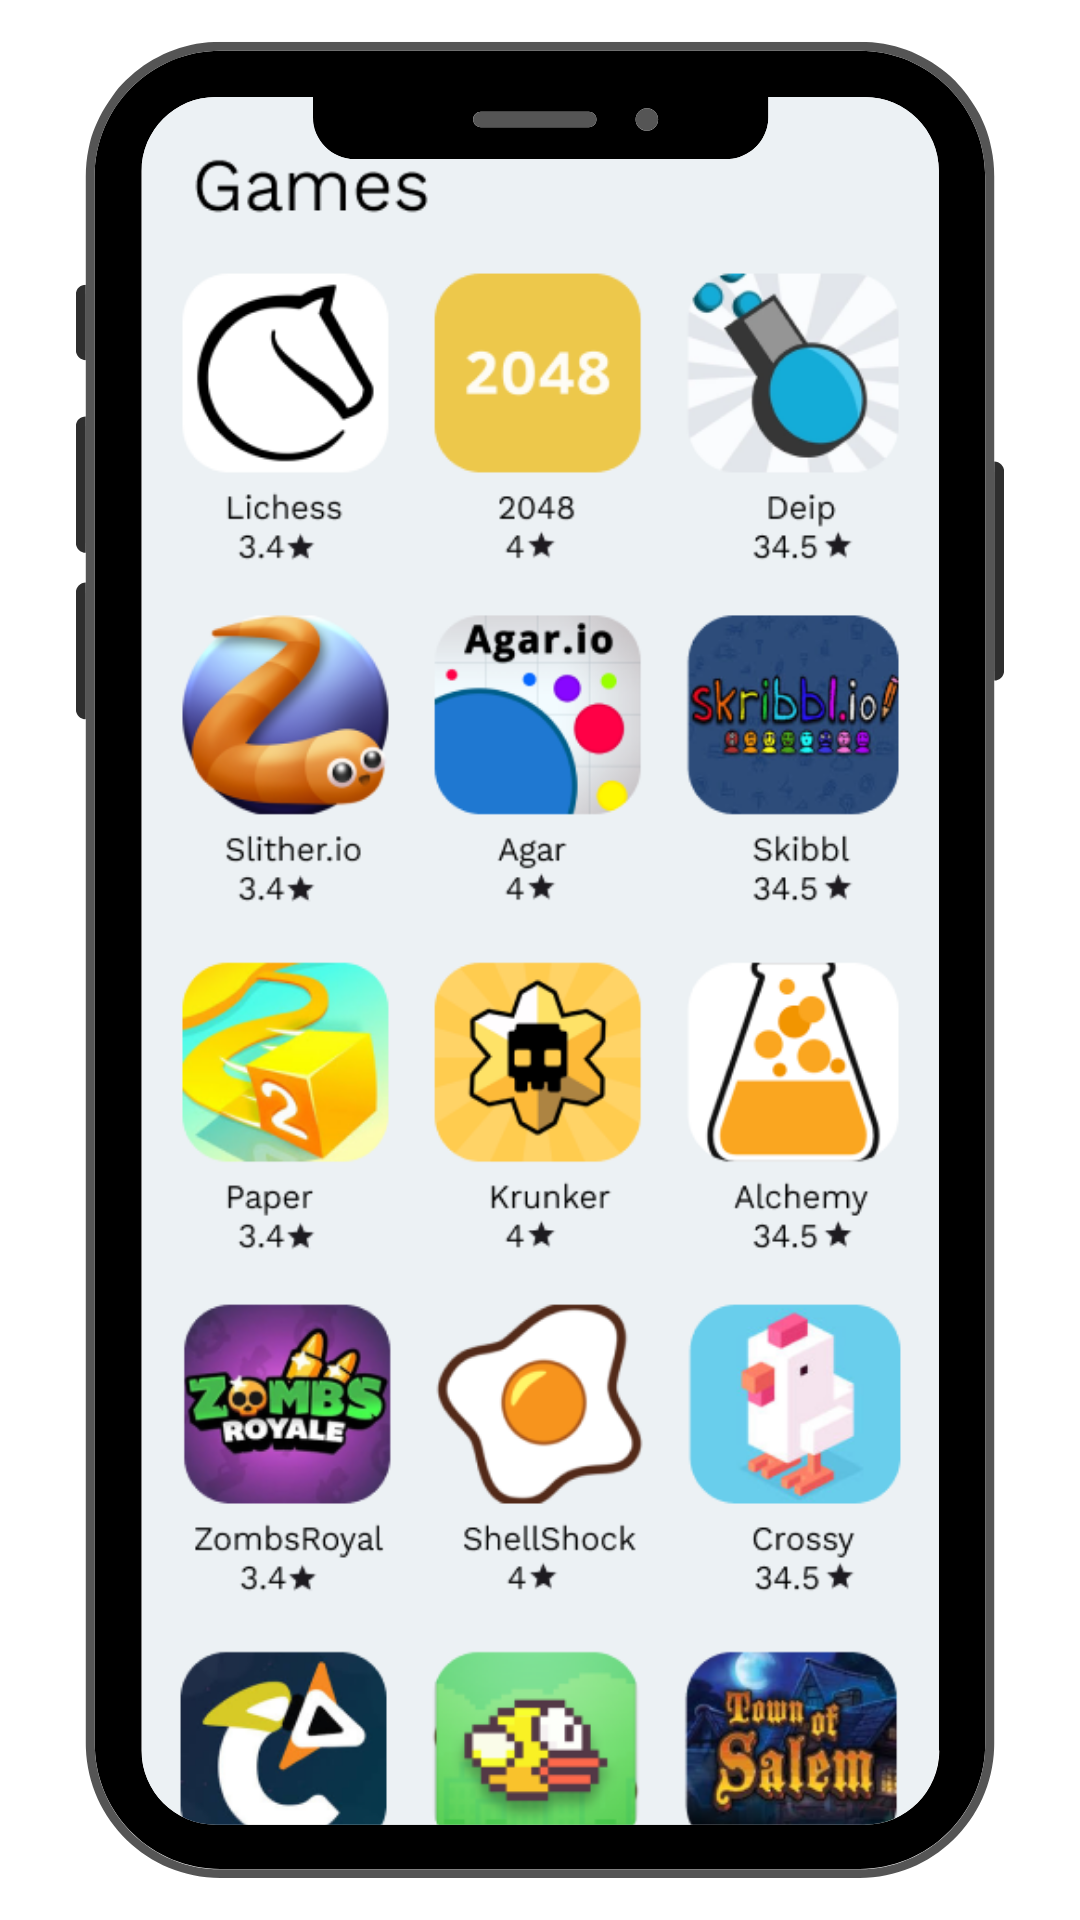 Games
2048
Lichess 2048 Deip
3.4★ 4★ 34.5 ★
Agar.io
skribbl.io
Slither.io Agar Skibbl
3.4★ 4★ 34.5 ★
2
Paper Krunker Alchemy
3.4★ 4★ 34.5 ★
ZOMBS
ROYALE
ZombsRoyal ShellShock Crossy
3.4★ 4★ 34.5 ★
Town of
Salem